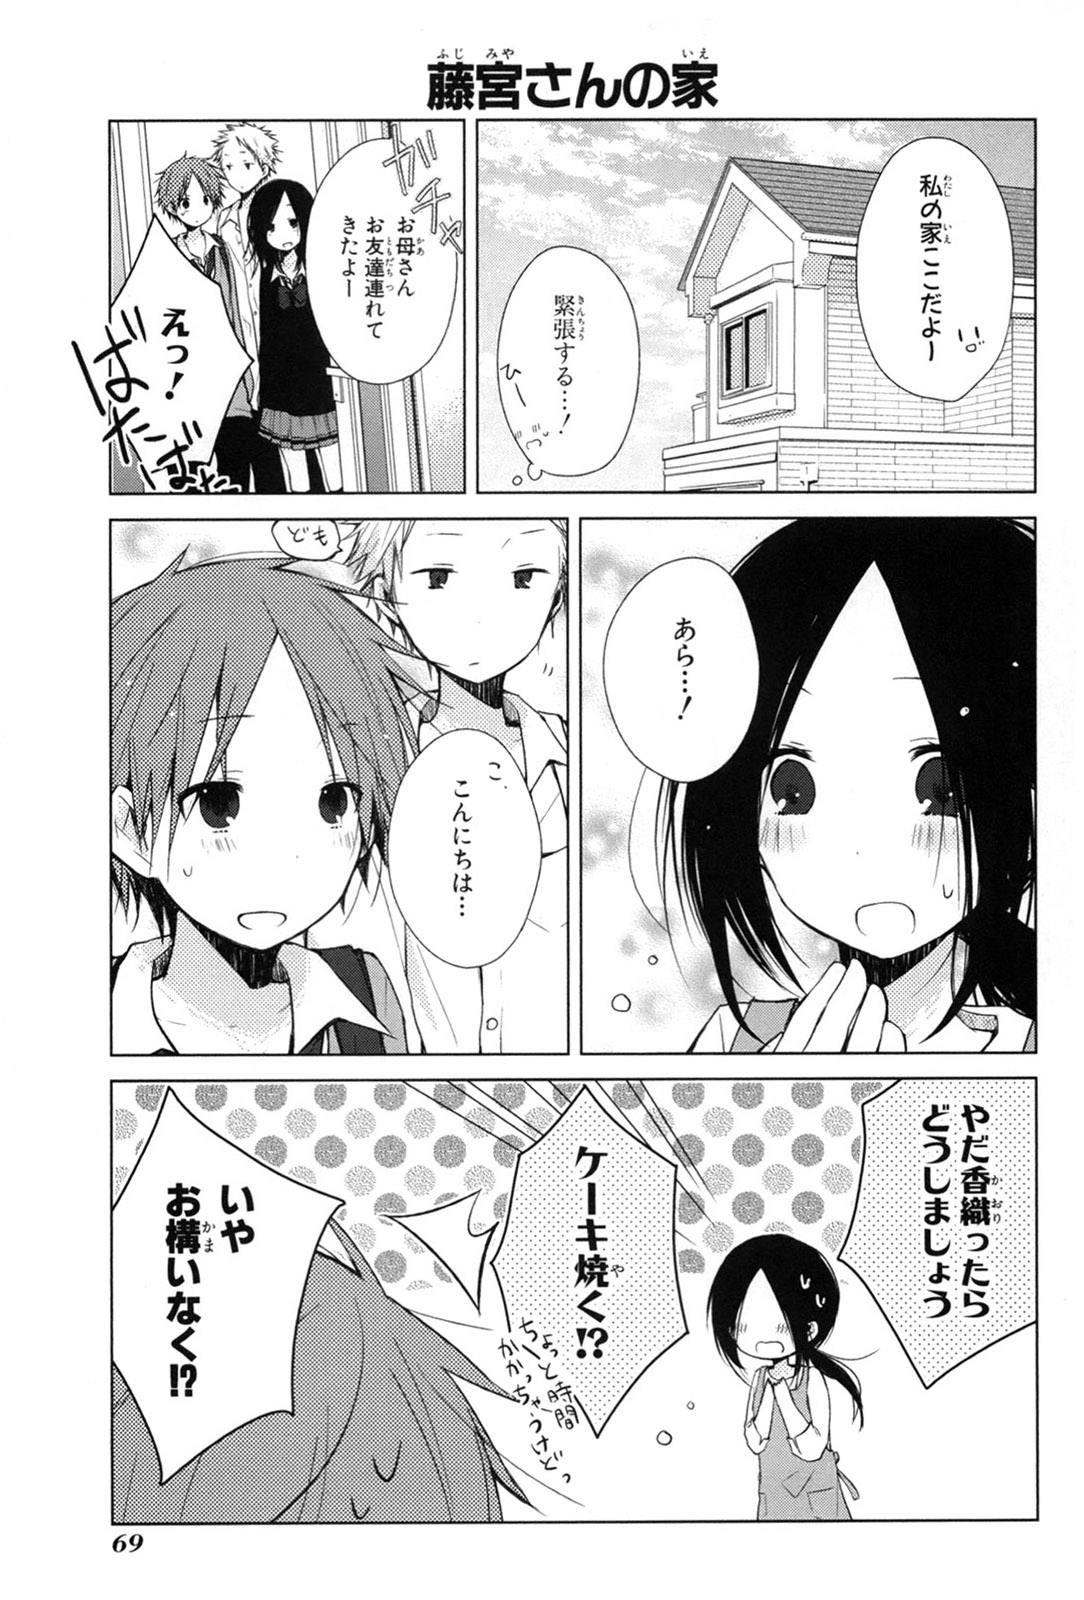 藤宮さんの家
私の家ここだよー
緊張する…！
ひー
ガチャ
お母さん
お友達連れて
きたよー
えっ！
ばたばた
あら…！
ども
こ、
こんにちは…
やだ香織ったら
どうしましょう
ケーキ焼く!?
ちょっと時間
かかっちゃうけどっ
いや
お構いなく!?
69